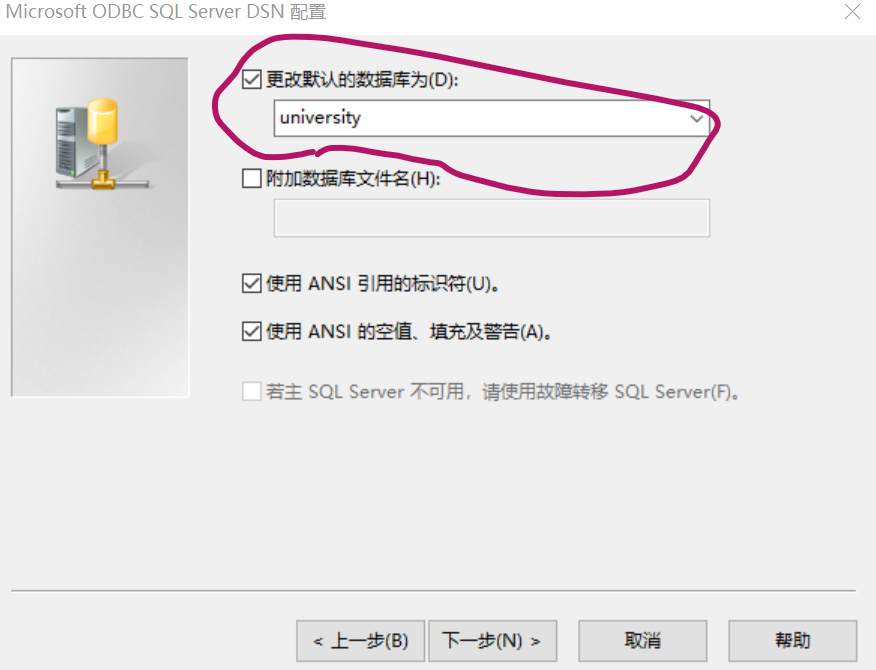 Microsoft ODBC SQL Server DSN 配置
更改默认的数据库为(D):
university
附加数据库文件名(H):
使用 ANSI 引用的标识符(U)。
使用 ANSI 的空值、填充及警告(A)。
若主 SQL Server 不可用，请使用故障转移 SQL Server(F)。
< 上一步(B) 下一步(N) > 取消 帮助